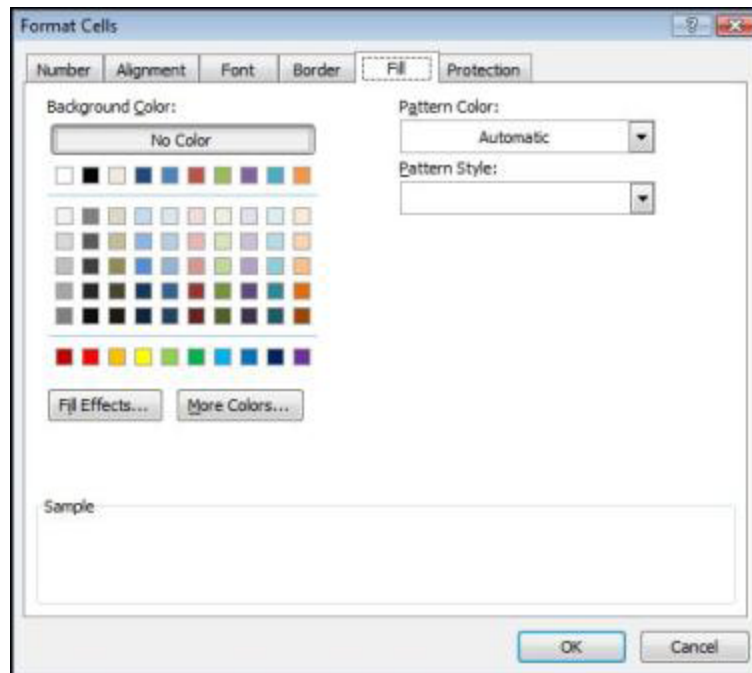 Format Cells
Number Alignment Font Border Fill Protection
Background Color:
No Color
Pattern Color:
Automatic
Pattern Style:
Fill Effects... More Colors...
Sample
OK Cancel